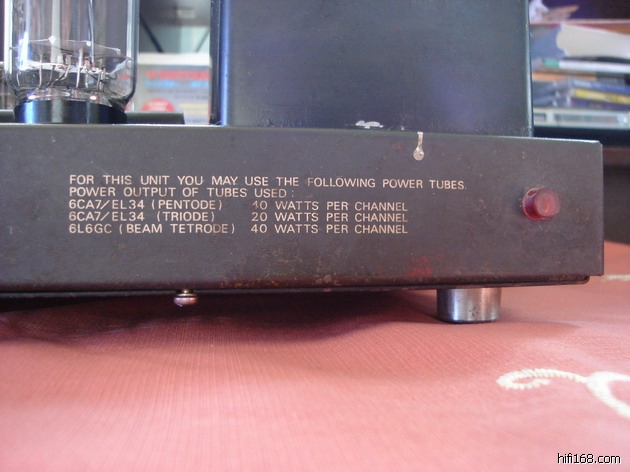 FOR THIS UNIT YOU MAY USE THE FOLLOWING POWER TUBES.
POWER OUTPUT OF TUBES USED :
6CA7/EL34 (PENTODE) 40 WATTS PER CHANNEL
6CA7/EL34 (TRIODE) 20 WATTS PER CHANNEL
6L6GC (BEAM TETRODE) 40 WATTS PER CHANNEL
hifi168.com